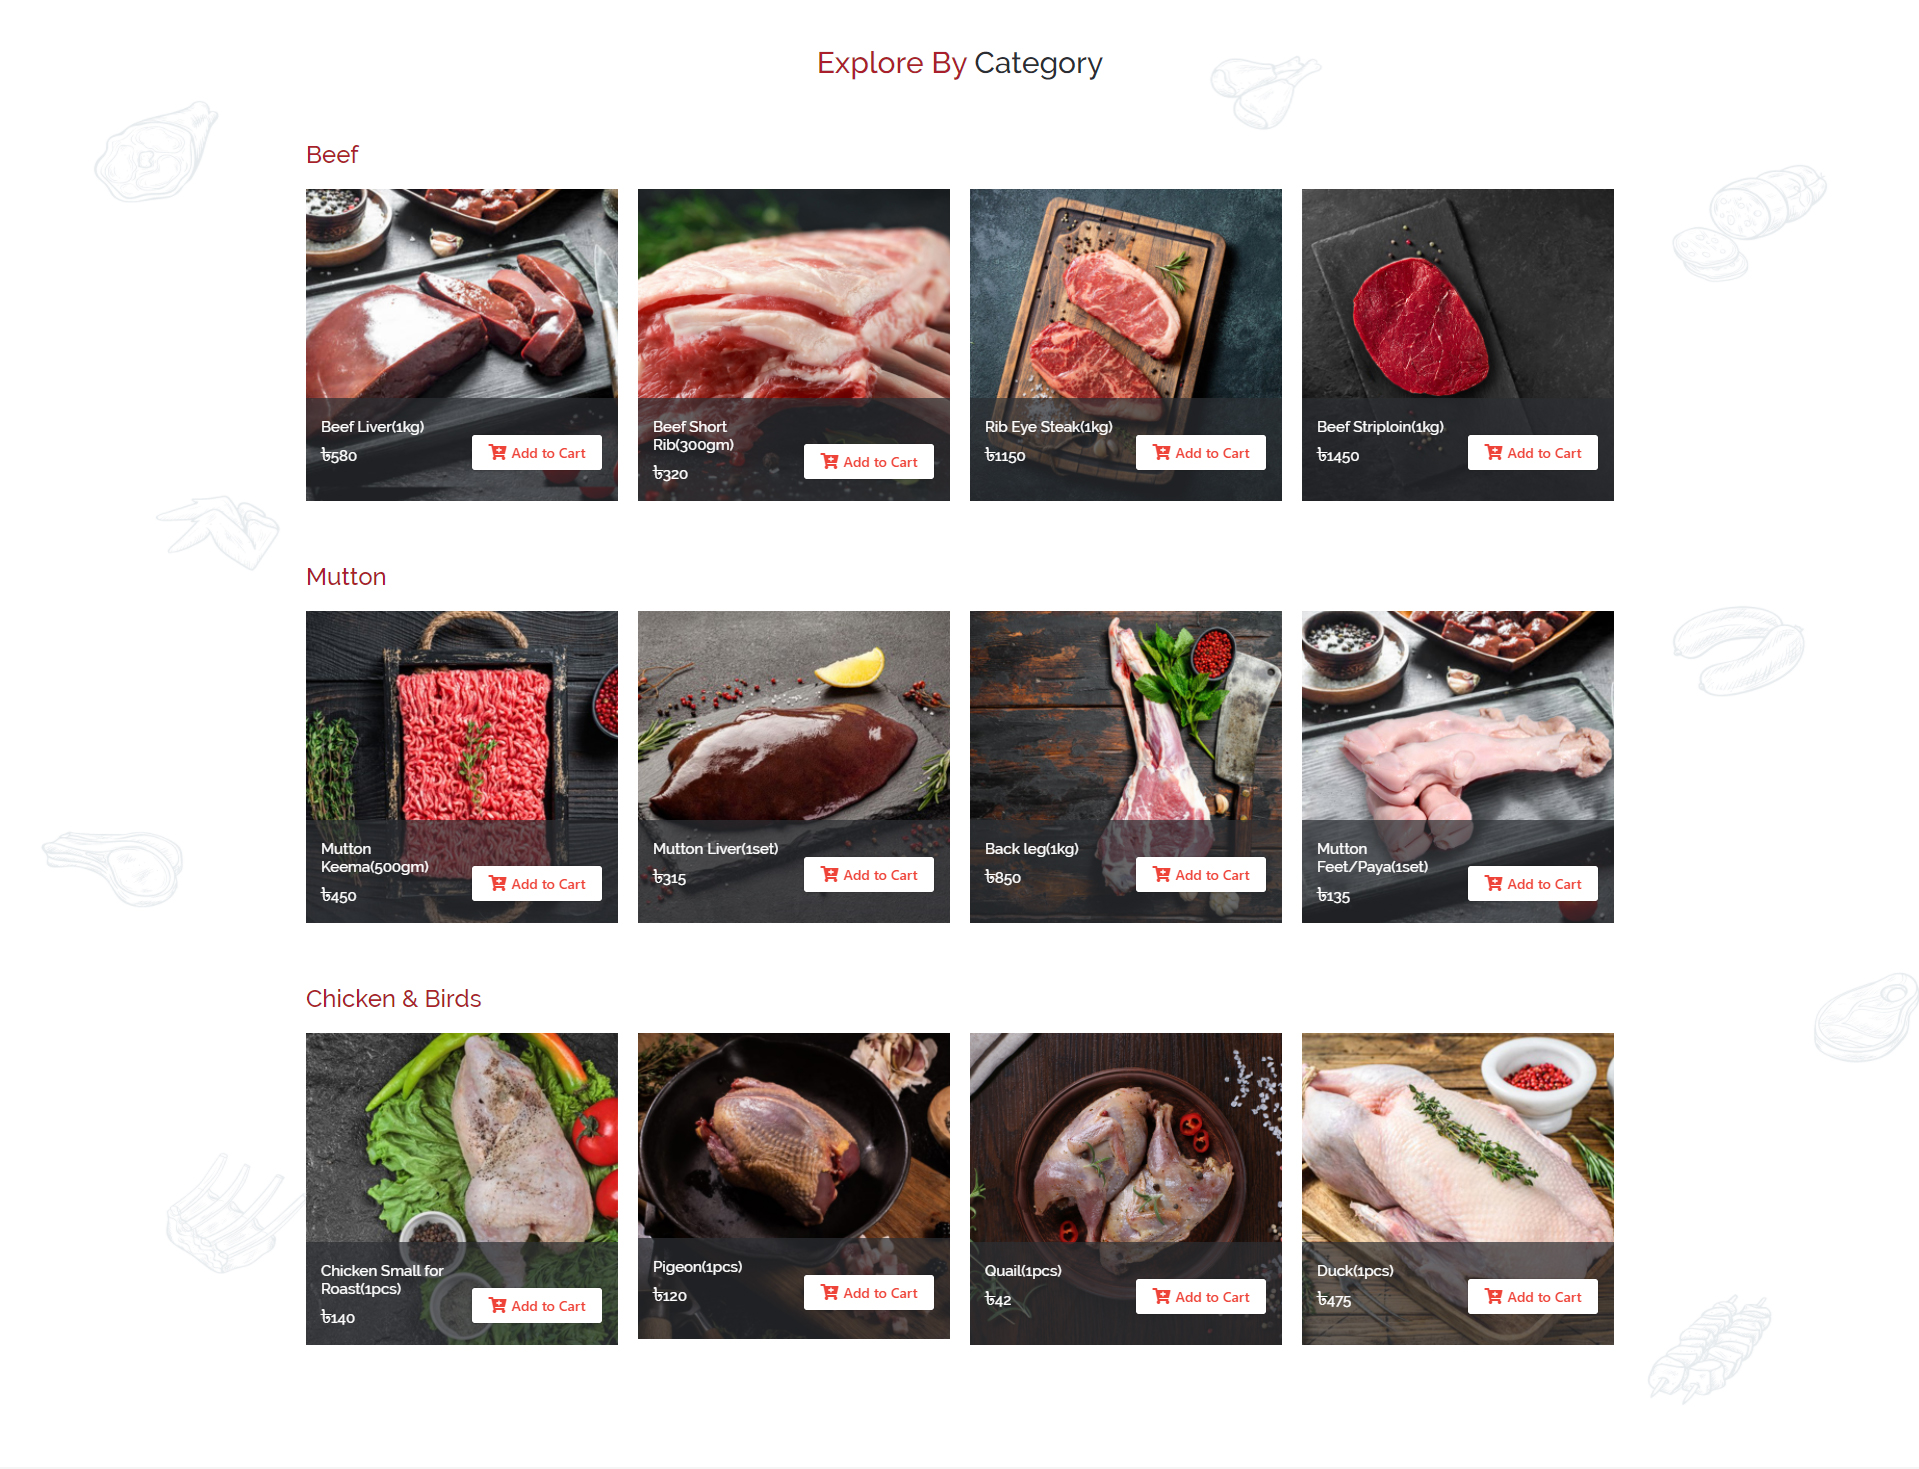 Explore By Category
Beef
Beef Liver(1kg)
৳580
Add to Cart
Beef Short
Rib(300gm)
৳320
Add to Cart
Rib Eye Steak(1kg)
৳1150
Add to Cart
Beef Striploin(1kg)
৳1450
Add to Cart
Mutton
Mutton
Keema(500gm)
৳450
Add to Cart
Mutton Liver(1set)
৳315
Add to Cart
Back leg(1kg)
৳850
Add to Cart
Mutton
Feet/Paya(1set)
৳135
Add to Cart
Chicken & Birds
Chicken Small for
Roast(1pcs)
৳140
Add to Cart
Pigeon(1pcs)
৳120
Add to Cart
Quail(1pcs)
৳42
Add to Cart
Duck(1pcs)
৳475
Add to Cart